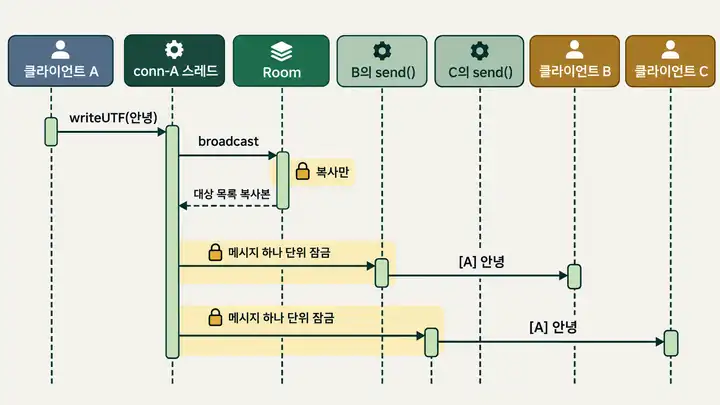 클라이언트 A
conn-A 스레드
Room
B의 send()
C의 send()
클라이언트 B
클라이언트 C
writeUTF(안녕)
broadcast
복사만
대상 목록 복사본
메시지 하나 단위 잠금
[A] 안녕
메시지 하나 단위 잠금
[A] 안녕